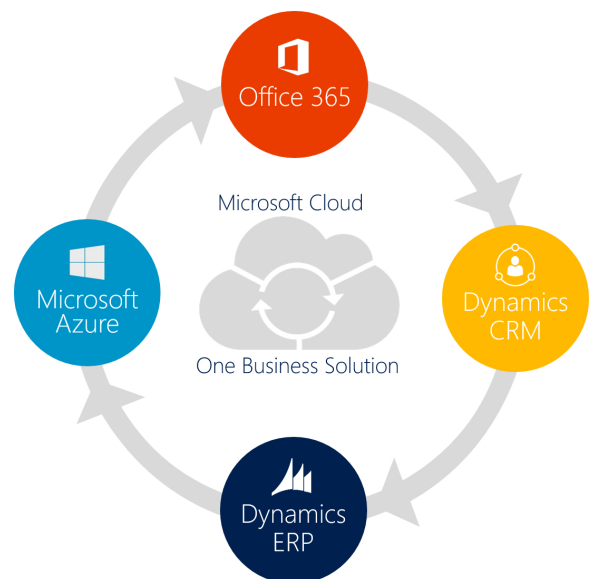 Office 365
Microsoft Cloud
Microsoft
Azure
Dynamics
CRM
One Business Solution
Dynamics
ERP